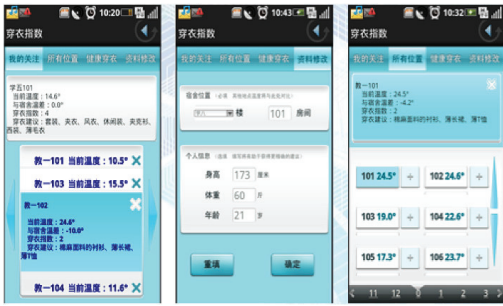 10:20
穿衣指数
我的关注 所有位置 健康穿衣 资料修改
学五101
当前温度：14.6°
与宿舍温差：0.0°
穿衣指数：4
穿衣建议：套装、夹衣、风衣、休闲装、夹克衫、
西装、薄毛衣
教一101 当前温度：10.5°
教一103 当前温度：15.5°
教一102
当前温度：24.6°
与宿舍温差：-10.0°
穿衣指数：2
穿衣建议：棉麻面料的衬衫、薄长裙、
薄T恤
教一104 当前温度：11.6°
10:43
穿衣指数
我的关注 所有位置 健康穿衣 资料修改
宿舍位置
楼 101 房间
个人信息
身高 173 厘米
体重 60 斤
年龄 21 岁
重填 确定
10:32
穿衣指数
我的关注 所有位置 健康穿衣 资料修改
教一101
当前温度：24.5°
与宿舍温差：-4.2°
穿衣指数：2
穿衣建议：棉麻面料的衬衫、薄长裙、薄
T恤
101 24.5° + 102 24.6° +
103 19.0° + 104 22.6° +
105 17.3° + 106 23.7° +
11 12 0 1 2 3